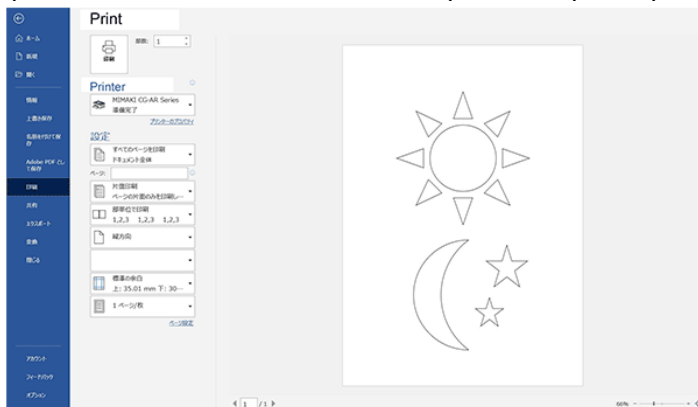 Print
ホーム
新規
開く
情報
上書き保存
名前を付けて保存
Adobe PDF として保存
印刷
共有
エクスポート
変換
閉じる
アカウント
フィードバック
オプション
部数: 1
印刷
Printer
MIMAKI CG-AR Series
準備完了
プリンターのプロパティ
設定
すべてのページを印刷
ドキュメント全体
ページ:
片面印刷
ページの片面のみを印刷し…
部単位で印刷
1,2,3 1,2,3 1,2,3
縦方向
標準の余白
上: 35.01 mm 下: 30…
1 ページ/枚
ページ設定
1 /1
66%